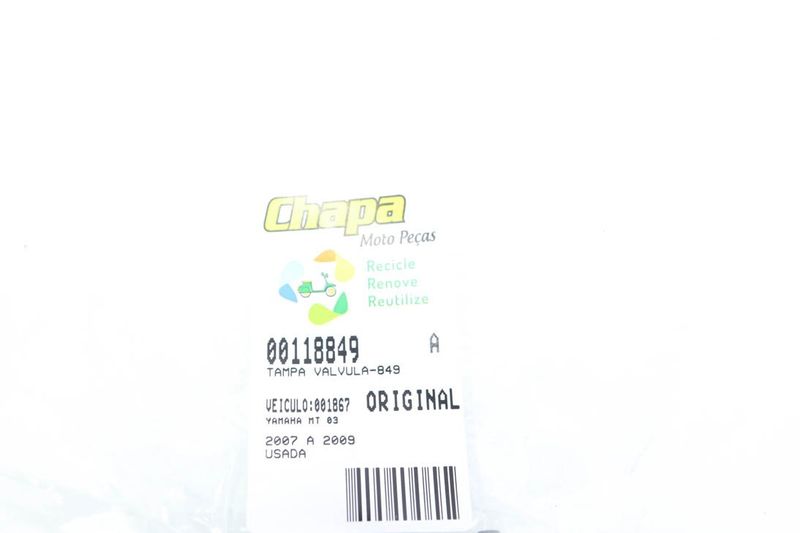 Chapa
Moto Peças
Recicle
Renove
Reutilize
00118849 A
TAMPA VALVULA-849
VEICULO:001867 ORIGINAL
YAMAHA MT 03
2007 A 2009
USADA